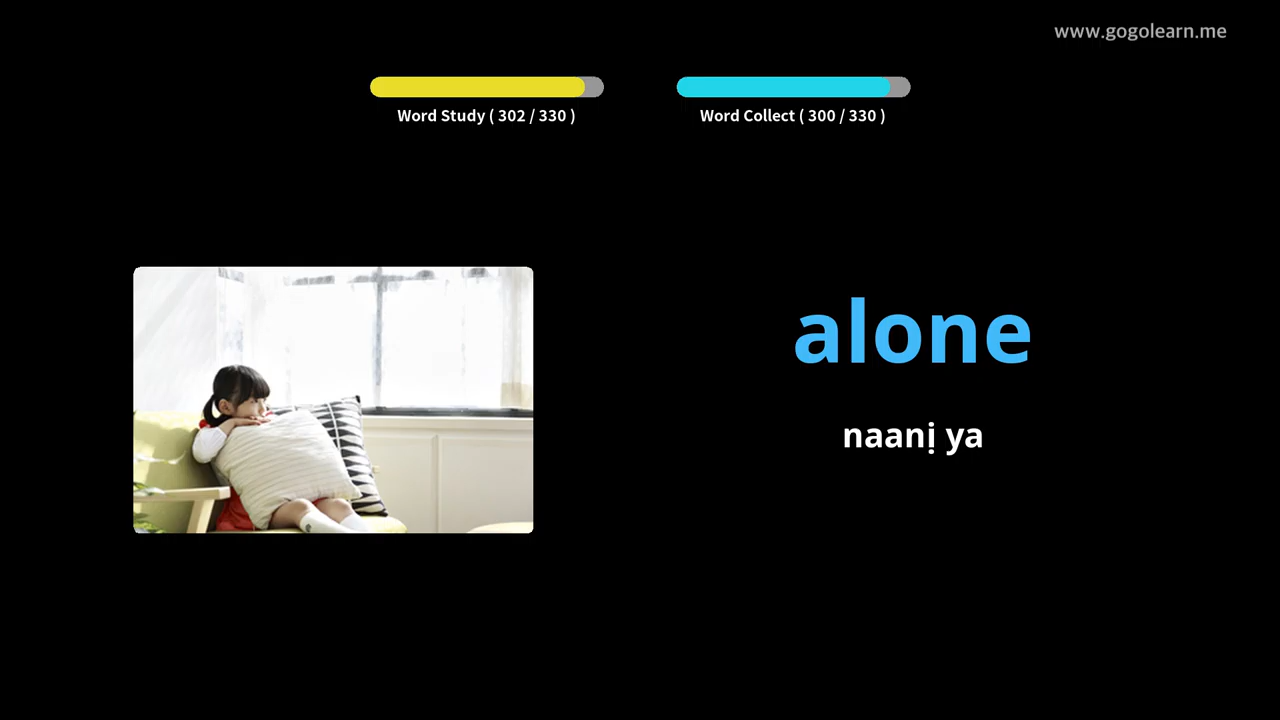 www.gogolearn.me
Word Study ( 302 / 330 )
Word Collect ( 300 / 330 )
alone
naanị ya